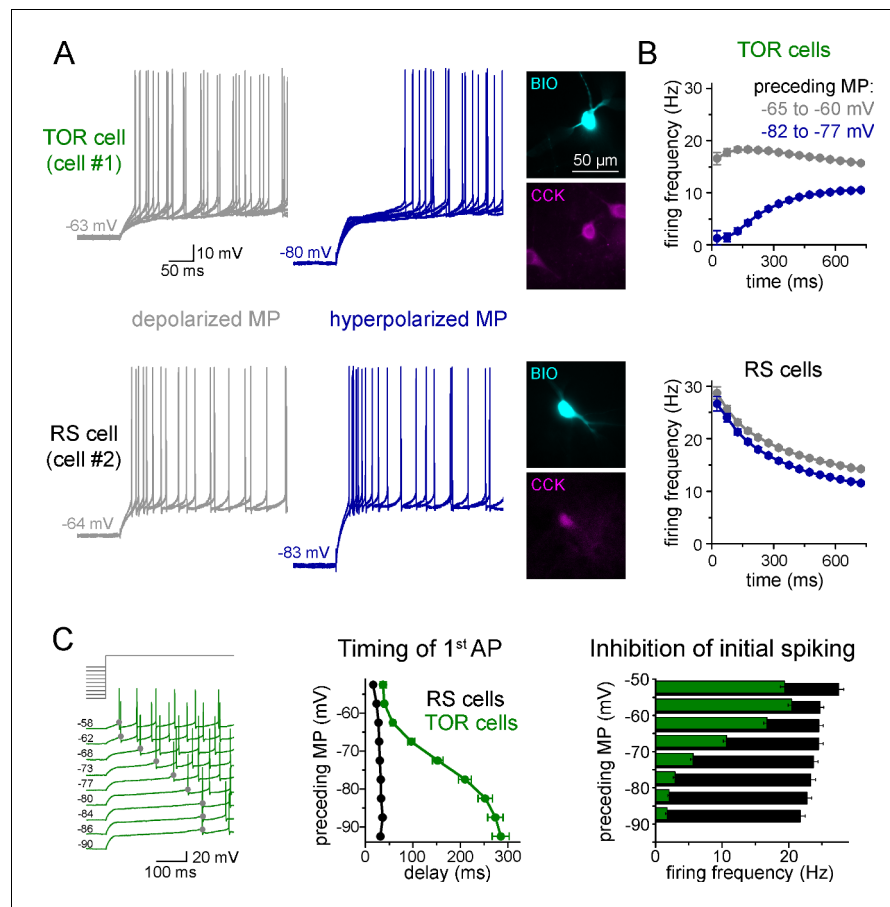 A
TOR cell
(cell #1)
-63 mV
10 mV
50 ms
-80 mV
BIO
50 µm
CCK
depolarized MP
hyperpolarized MP
RS cell
(cell #2)
-64 mV
-83 mV
BIO
CCK
B
TOR cells
preceding MP:
-65 to -60 mV
-82 to -77 mV
firing frequency (Hz)
30
20
10
0
0 300 600
time (ms)
RS cells
firing frequency (Hz)
30
20
10
0
0 300 600
time (ms)
C
-58
-62
-68
-73
-77
-80
-84
-86
-90
20 mV
100 ms
Timing of 1st AP
RS cells
TOR cells
preceding MP (mV)
-60
-70
-80
-90
0 100 200 300
delay (ms)
Inhibition of initial spiking
preceding MP (mV)
-50
-60
-70
-80
-90
0 10 20
firing frequency (Hz)